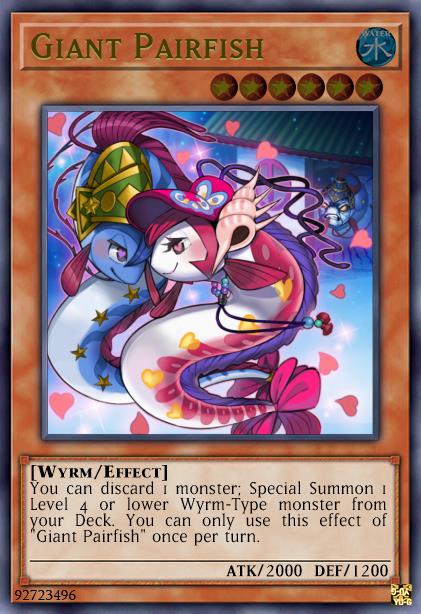 GIANT PAIRFISH
WATER
水
[WYRM/EFFECT]
You can discard 1 monster; Special Summon 1
Level 4 or lower Wyrm-Type monster from
your Deck. You can only use this effect of
"Giant Pairfish" once per turn.
ATK/2000 DEF/1200
92723496